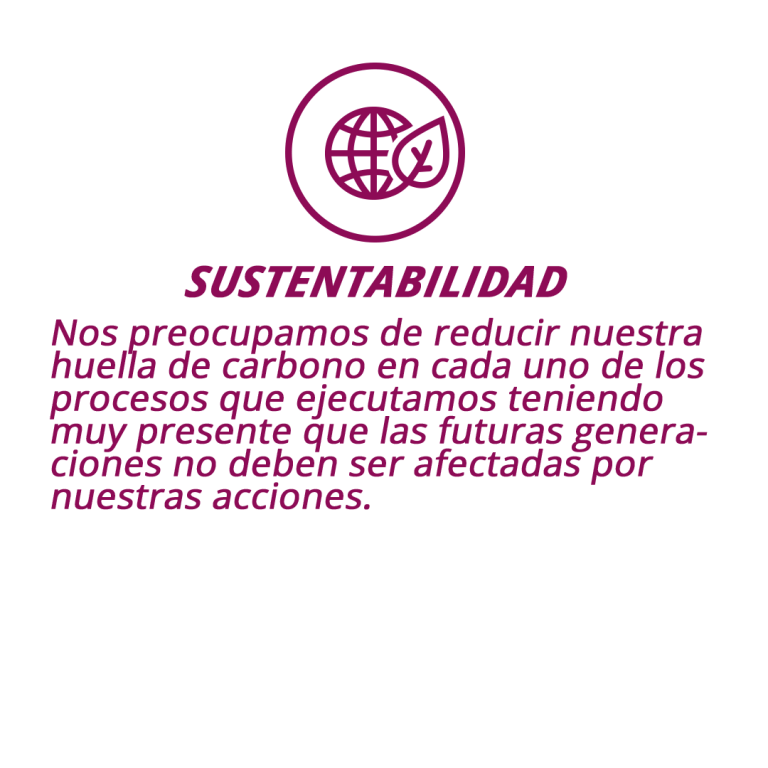 SUSTENTABILIDAD
Nos preocupamos de reducir nuestra
huella de carbono en cada uno de los
procesos que ejecutamos teniendo
muy presente que las futuras genera-
ciones no deben ser afectadas por
nuestras acciones.